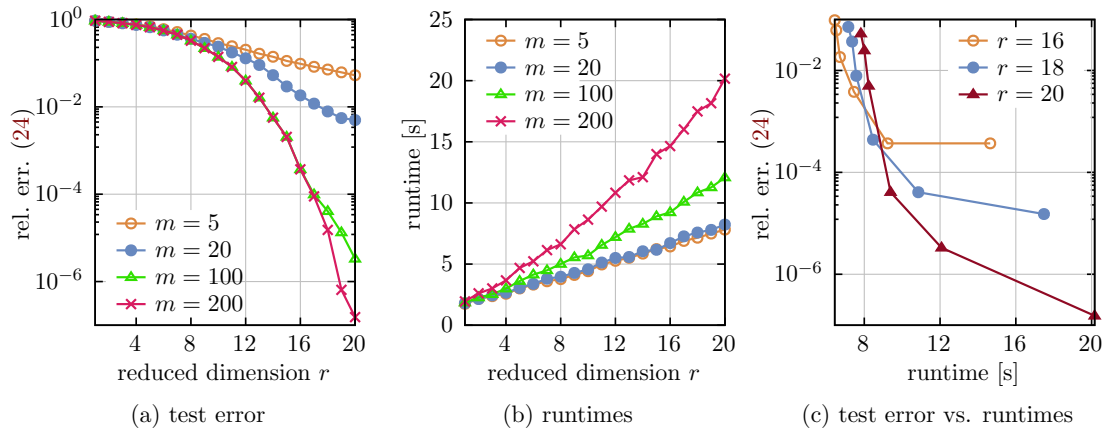 10^0
10^-2
10^-4
10^-6
rel. err. (24)
m = 5
m = 20
m = 100
m = 200
4 8 12 16 20
reduced dimension r
(a) test error
25
20
15
10
5
0
runtime [s]
m = 5
m = 20
m = 100
m = 200
4 8 12 16 20
reduced dimension r
(b) runtimes
10^-2
10^-4
10^-6
rel. err. (24)
r = 16
r = 18
r = 20
8 12 16 20
runtime [s]
(c) test error vs. runtimes